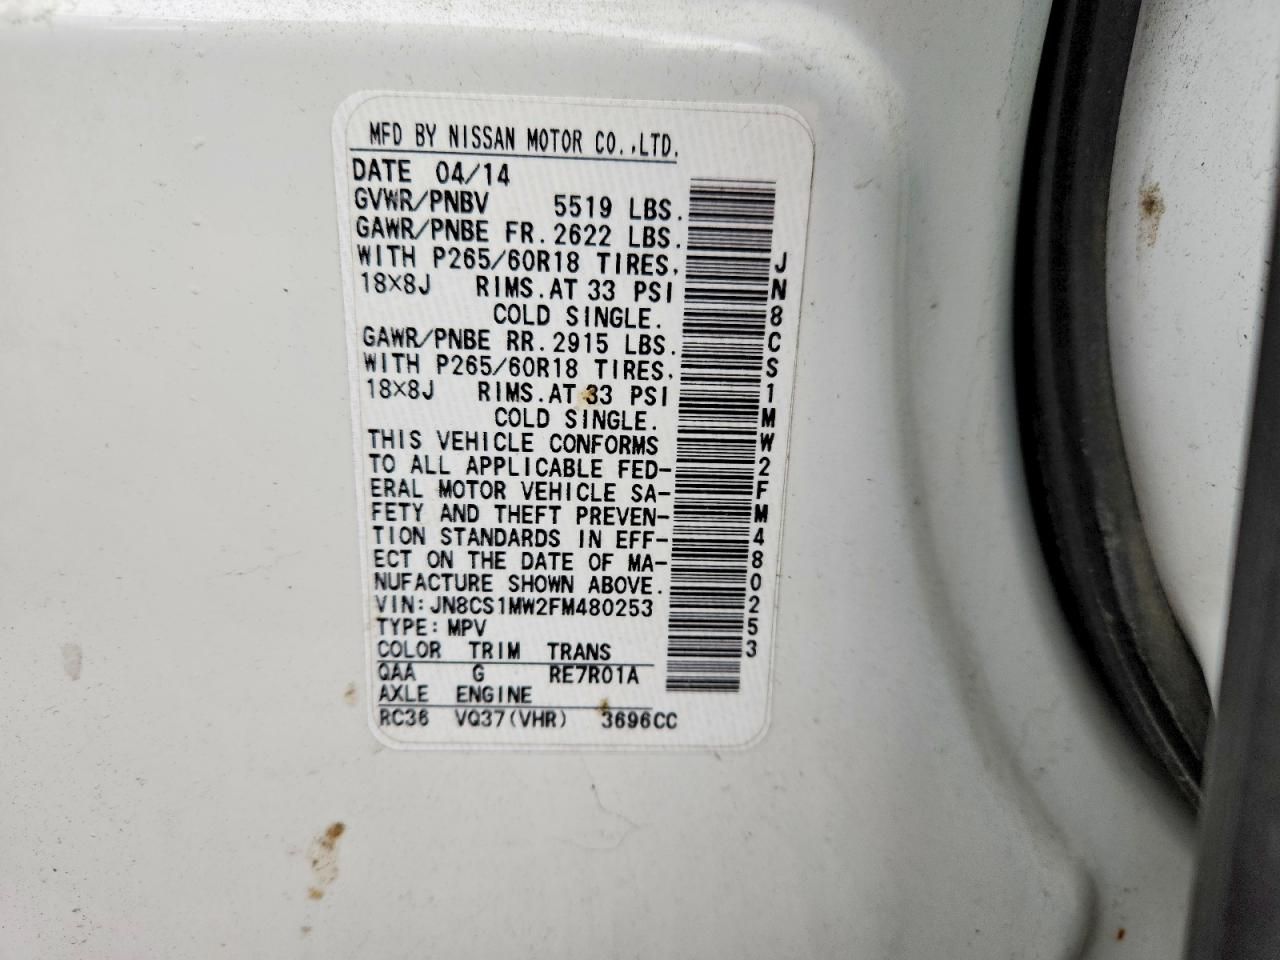 MFD BY NISSAN MOTOR CO.,LTD.
DATE 04/14
GVWR/PNBV 5519 LBS.
GAWR/PNBE FR. 2622 LBS.
WITH P265/60R18 TIRES,
18×8J RIMS. AT 33 PSI
COLD SINGLE.
GAWR/PNBE RR. 2915 LBS.
WITH P265/60R18 TIRES,
18×8J RIMS. AT 33 PSI
COLD SINGLE.
THIS VEHICLE CONFORMS
TO ALL APPLICABLE FED-
ERAL MOTOR VEHICLE SA-
FETY AND THEFT PREVEN-
TION STANDARDS IN EFF-
ECT ON THE DATE OF MA-
NUFACTURE SHOWN ABOVE.
VIN: JN8CS1MW2FM480253
TYPE: MPV
COLOR TRIM TRANS
QAA G RE7R01A
AXLE ENGINE
RC36 VQ37(VHR) 3696CC
JN8CS1MW2FM480253